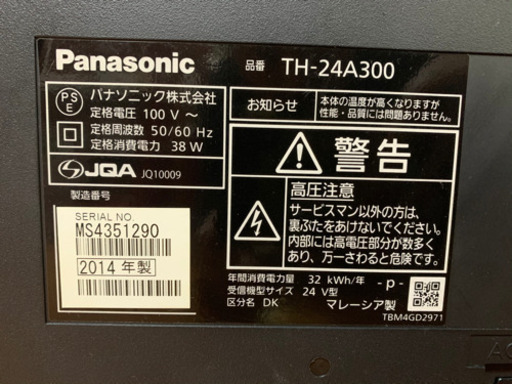 Panasonic
品番 TH-24A300
PS
E
パナソニック株式会社
定格電圧 100 V ~
定格周波数 50/60 Hz
定格消費電力 38 W
JQA JQ10009
製造番号
SERIAL NO.
MS4351290
2014 年製
お知らせ
本体の温度が高くなりますが
性能・品質には問題ありません。
警告
高圧注意
サービスマン以外の方は、
裏ぶたをあけないでください。
内部には高電圧部分が数多く
あり、万一さわると危険です。
年間消費電力量 32 kWh/年
受信機型サイズ 24 V型
区分名 DK
-p-
マレーシア製
TBM4GD2971
AC